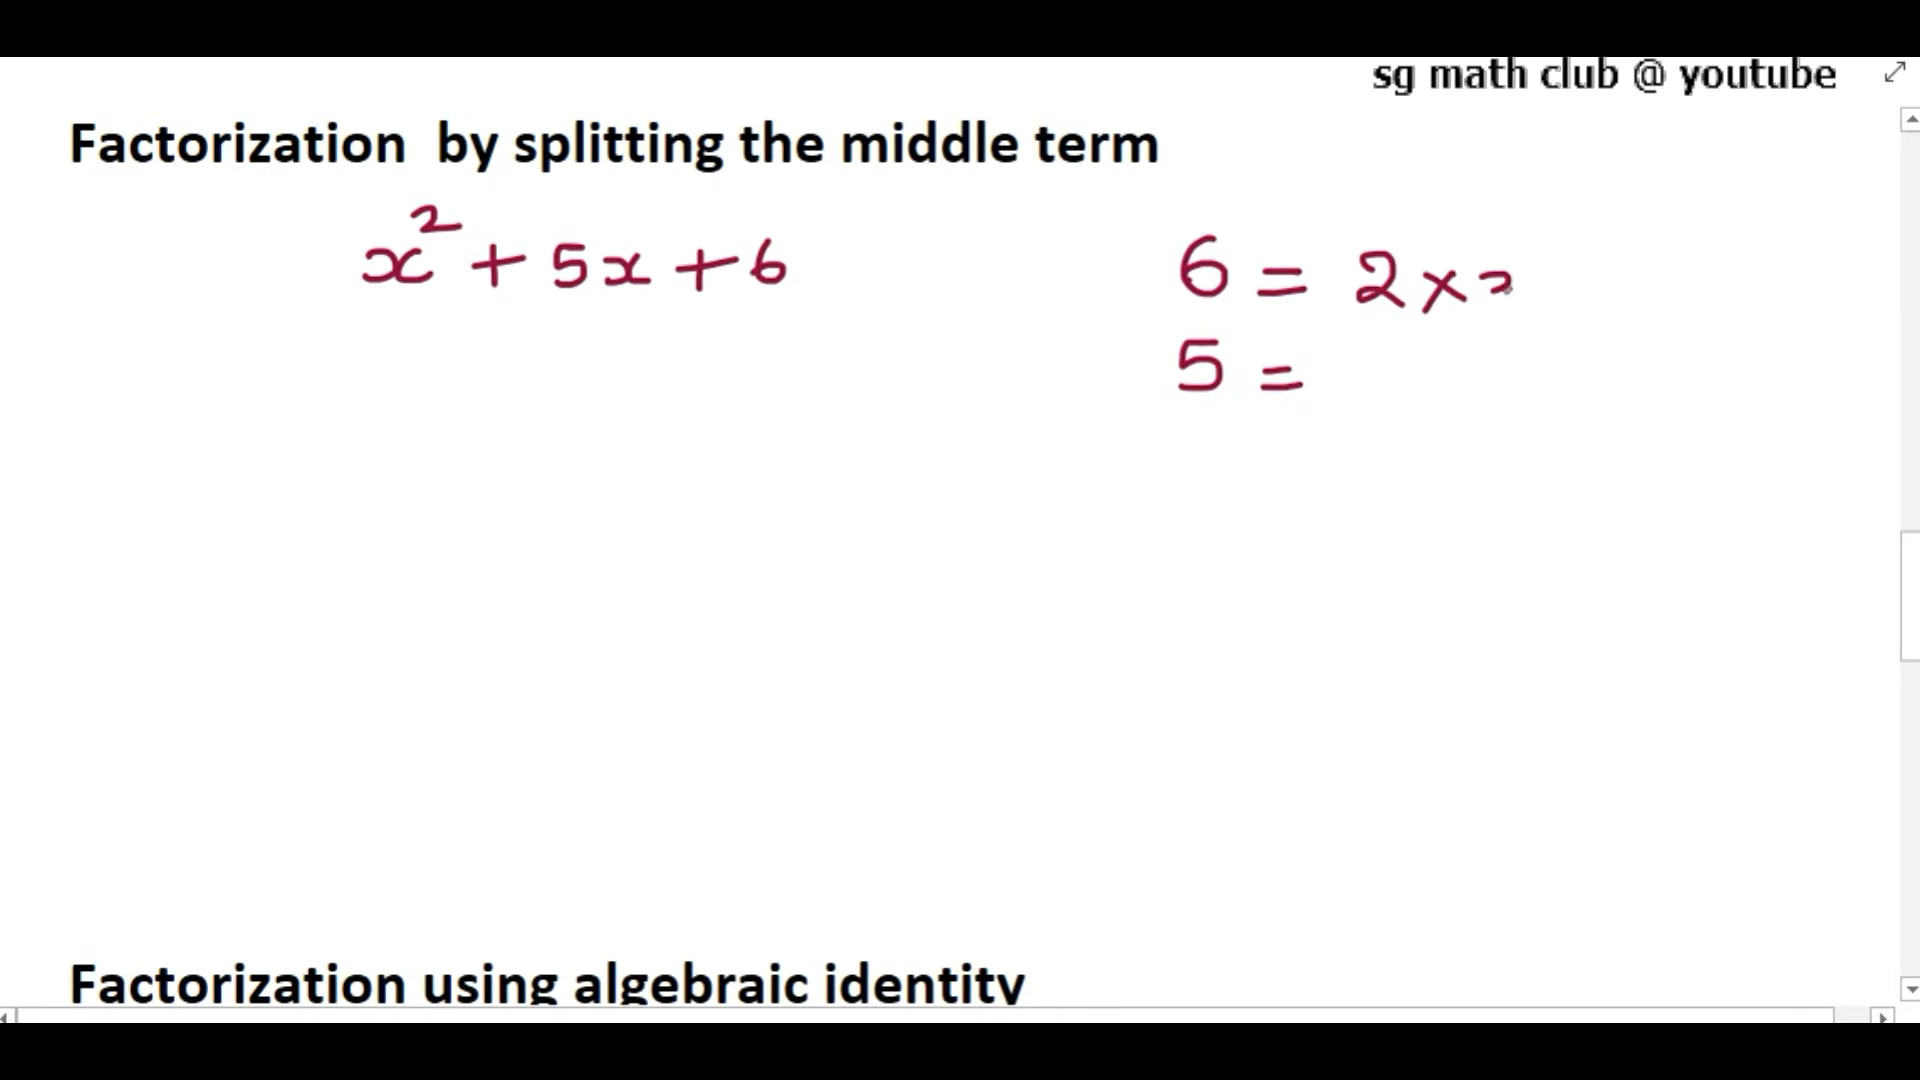 sg math club @ youtube
Factorization by splitting the middle term
x² + 5x + 6
6 = 2 ×
5 =
Factorization using algebraic identity